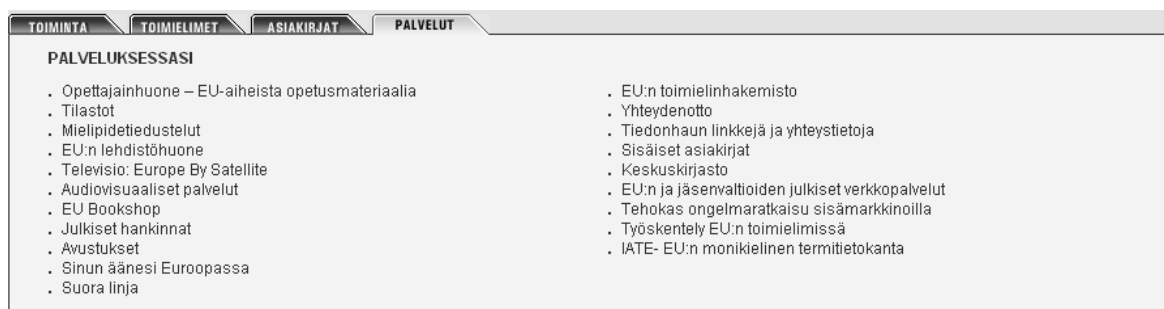 TOIMINTA TOIMIELIMET ASIAKIRJAT PALVELUT
PALVELUKSESSASI
. Opettajainhuone – EU-aiheista opetusmateriaalia
. Tilastot
. Mielipidetiedustelut
. EU:n lehdistöhuone
. Televisio: Europe By Satellite
. Audiovisuaaliset palvelut
. EU Bookshop
. Julkiset hankinnat
. Avustukset
. Sinun äänesi Euroopassa
. Suora linja
. EU:n toimielinhakemisto
. Yhteydenotto
. Tiedonhaun linkkejä ja yhteystietoja
. Sisäiset asiakirjat
. Keskuskirjasto
. EU:n ja jäsenvaltioiden julkiset verkkopalvelut
. Tehokas ongelmaratkaisu sisämarkkinoilla
. Työskentely EU:n toimielimissä
. IATE- EU:n monikielinen termitietokanta